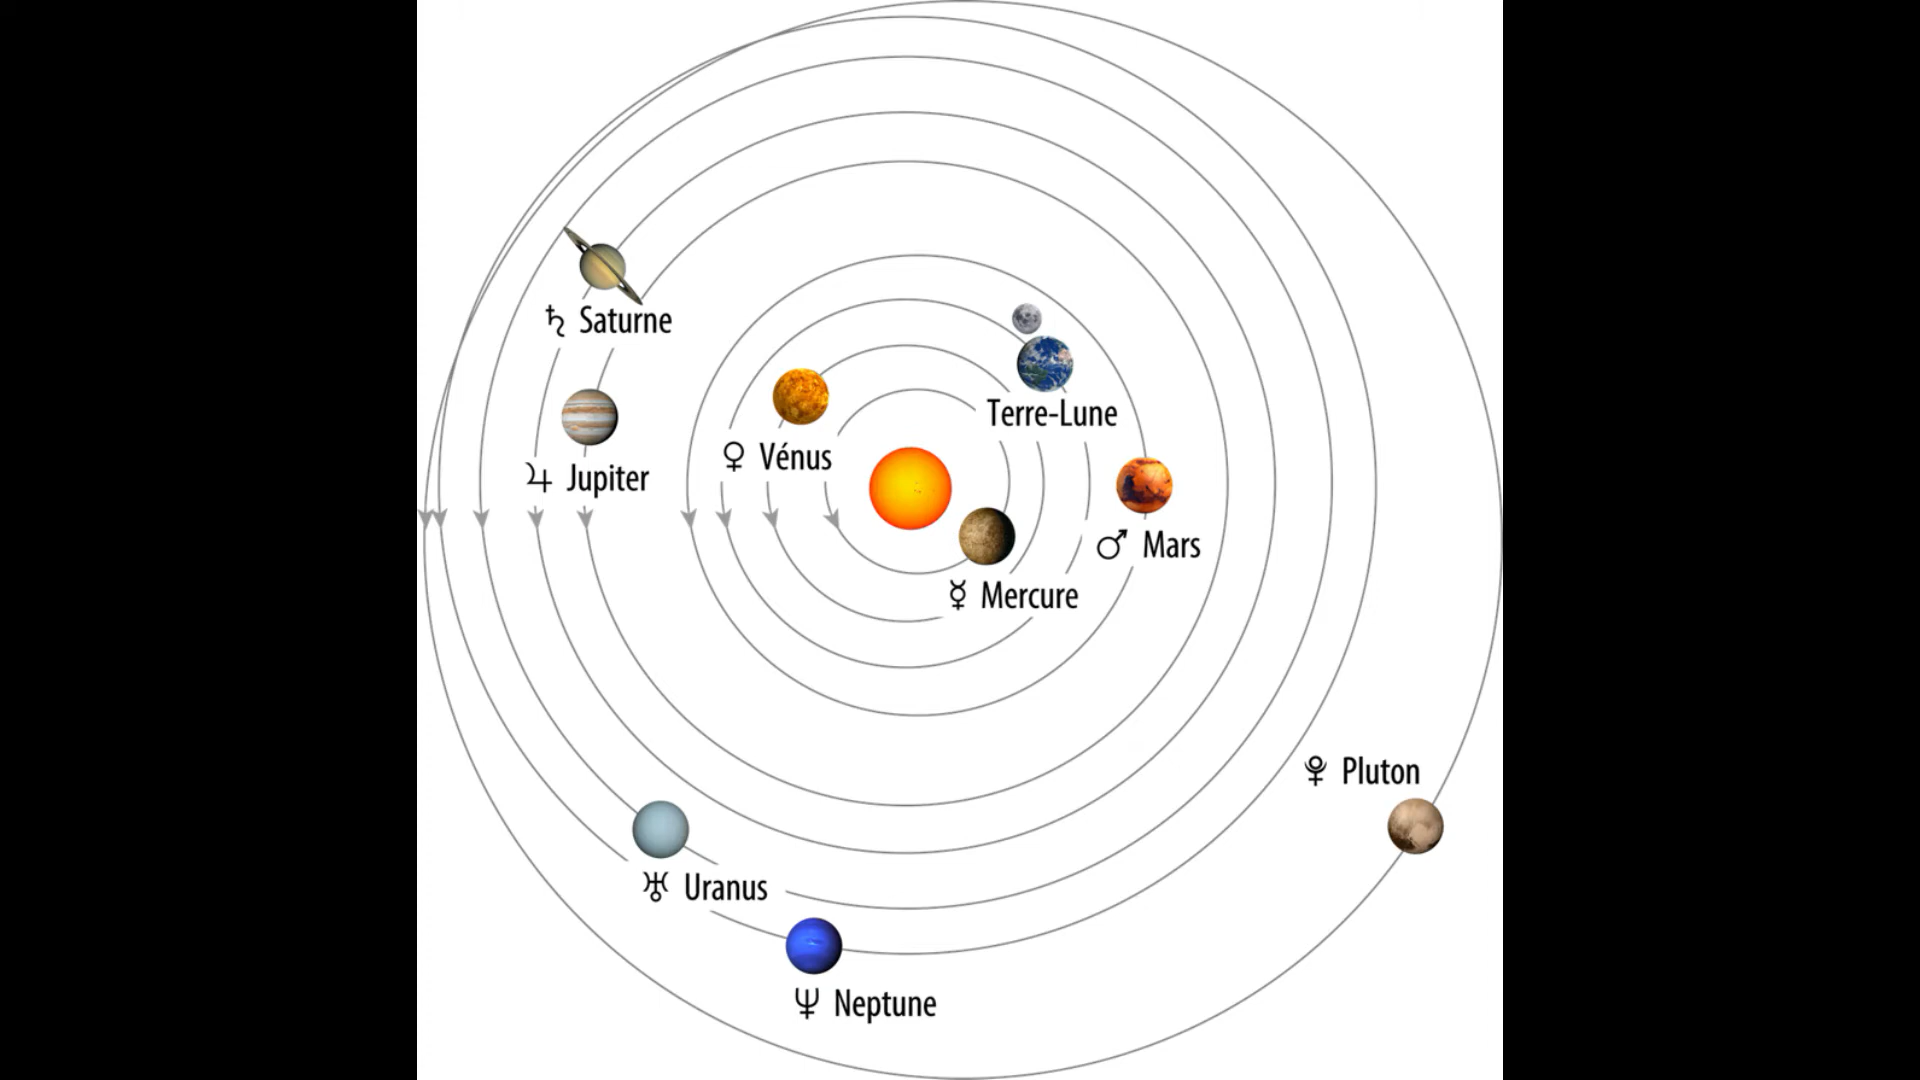 ♄ Saturne
Terre-Lune
♀ Vénus
♃ Jupiter
♂ Mars
☿ Mercure
♇ Pluton
♅ Uranus
♆ Neptune